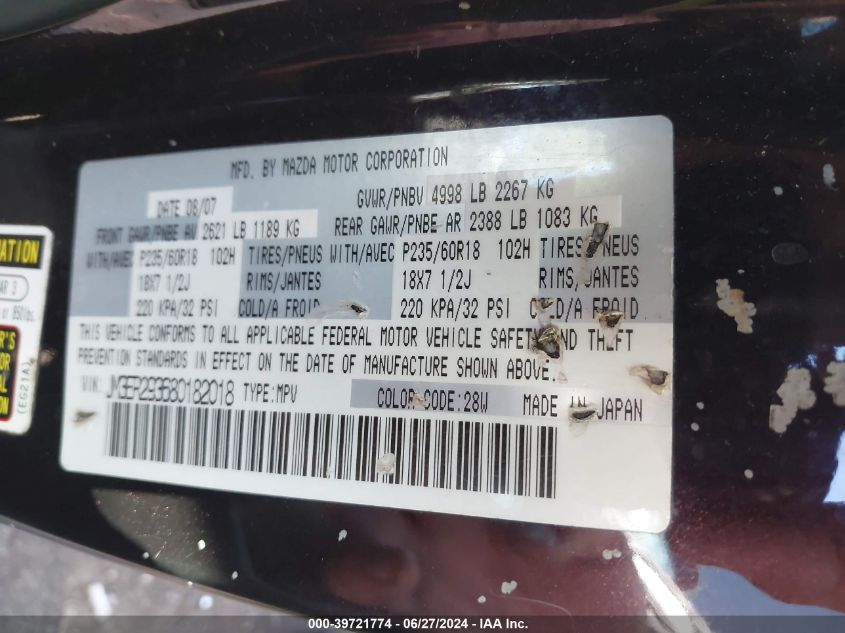 MFD. BY MAZDA MOTOR CORPORATION
DATE 08/07 GVWR/PNBV 4998 LB 2267 KG
FRONT GAWR/PNBE AV 2621 LB 1189 KG REAR GAWR/PNBE AR 2388 LB 1083 KG
WITH/AVEC P235/60R18 102H TIRES/PNEUS WITH/AVEC P235/60R18 102H TIRES/PNEUS
18X7 1/2J RIMS/JANTES 18X7 1/2J RIMS/JANTES
220 KPA/32 PSI COLD/A FROID 220 KPA/32 PSI COLD/A FROID
THIS VEHICLE CONFORMS TO ALL APPLICABLE FEDERAL MOTOR VEHICLE SAFETY AND THEFT
PREVENTION STANDARDS IN EFFECT ON THE DATE OF MANUFACTURE SHOWN ABOVE.
VIN: JM3ER293680182018 TYPE:MPV COLOR CODE:28W MADE IN JAPAN
(EG21A)
000-39721774 - 06/27/2024 - IAA Inc.